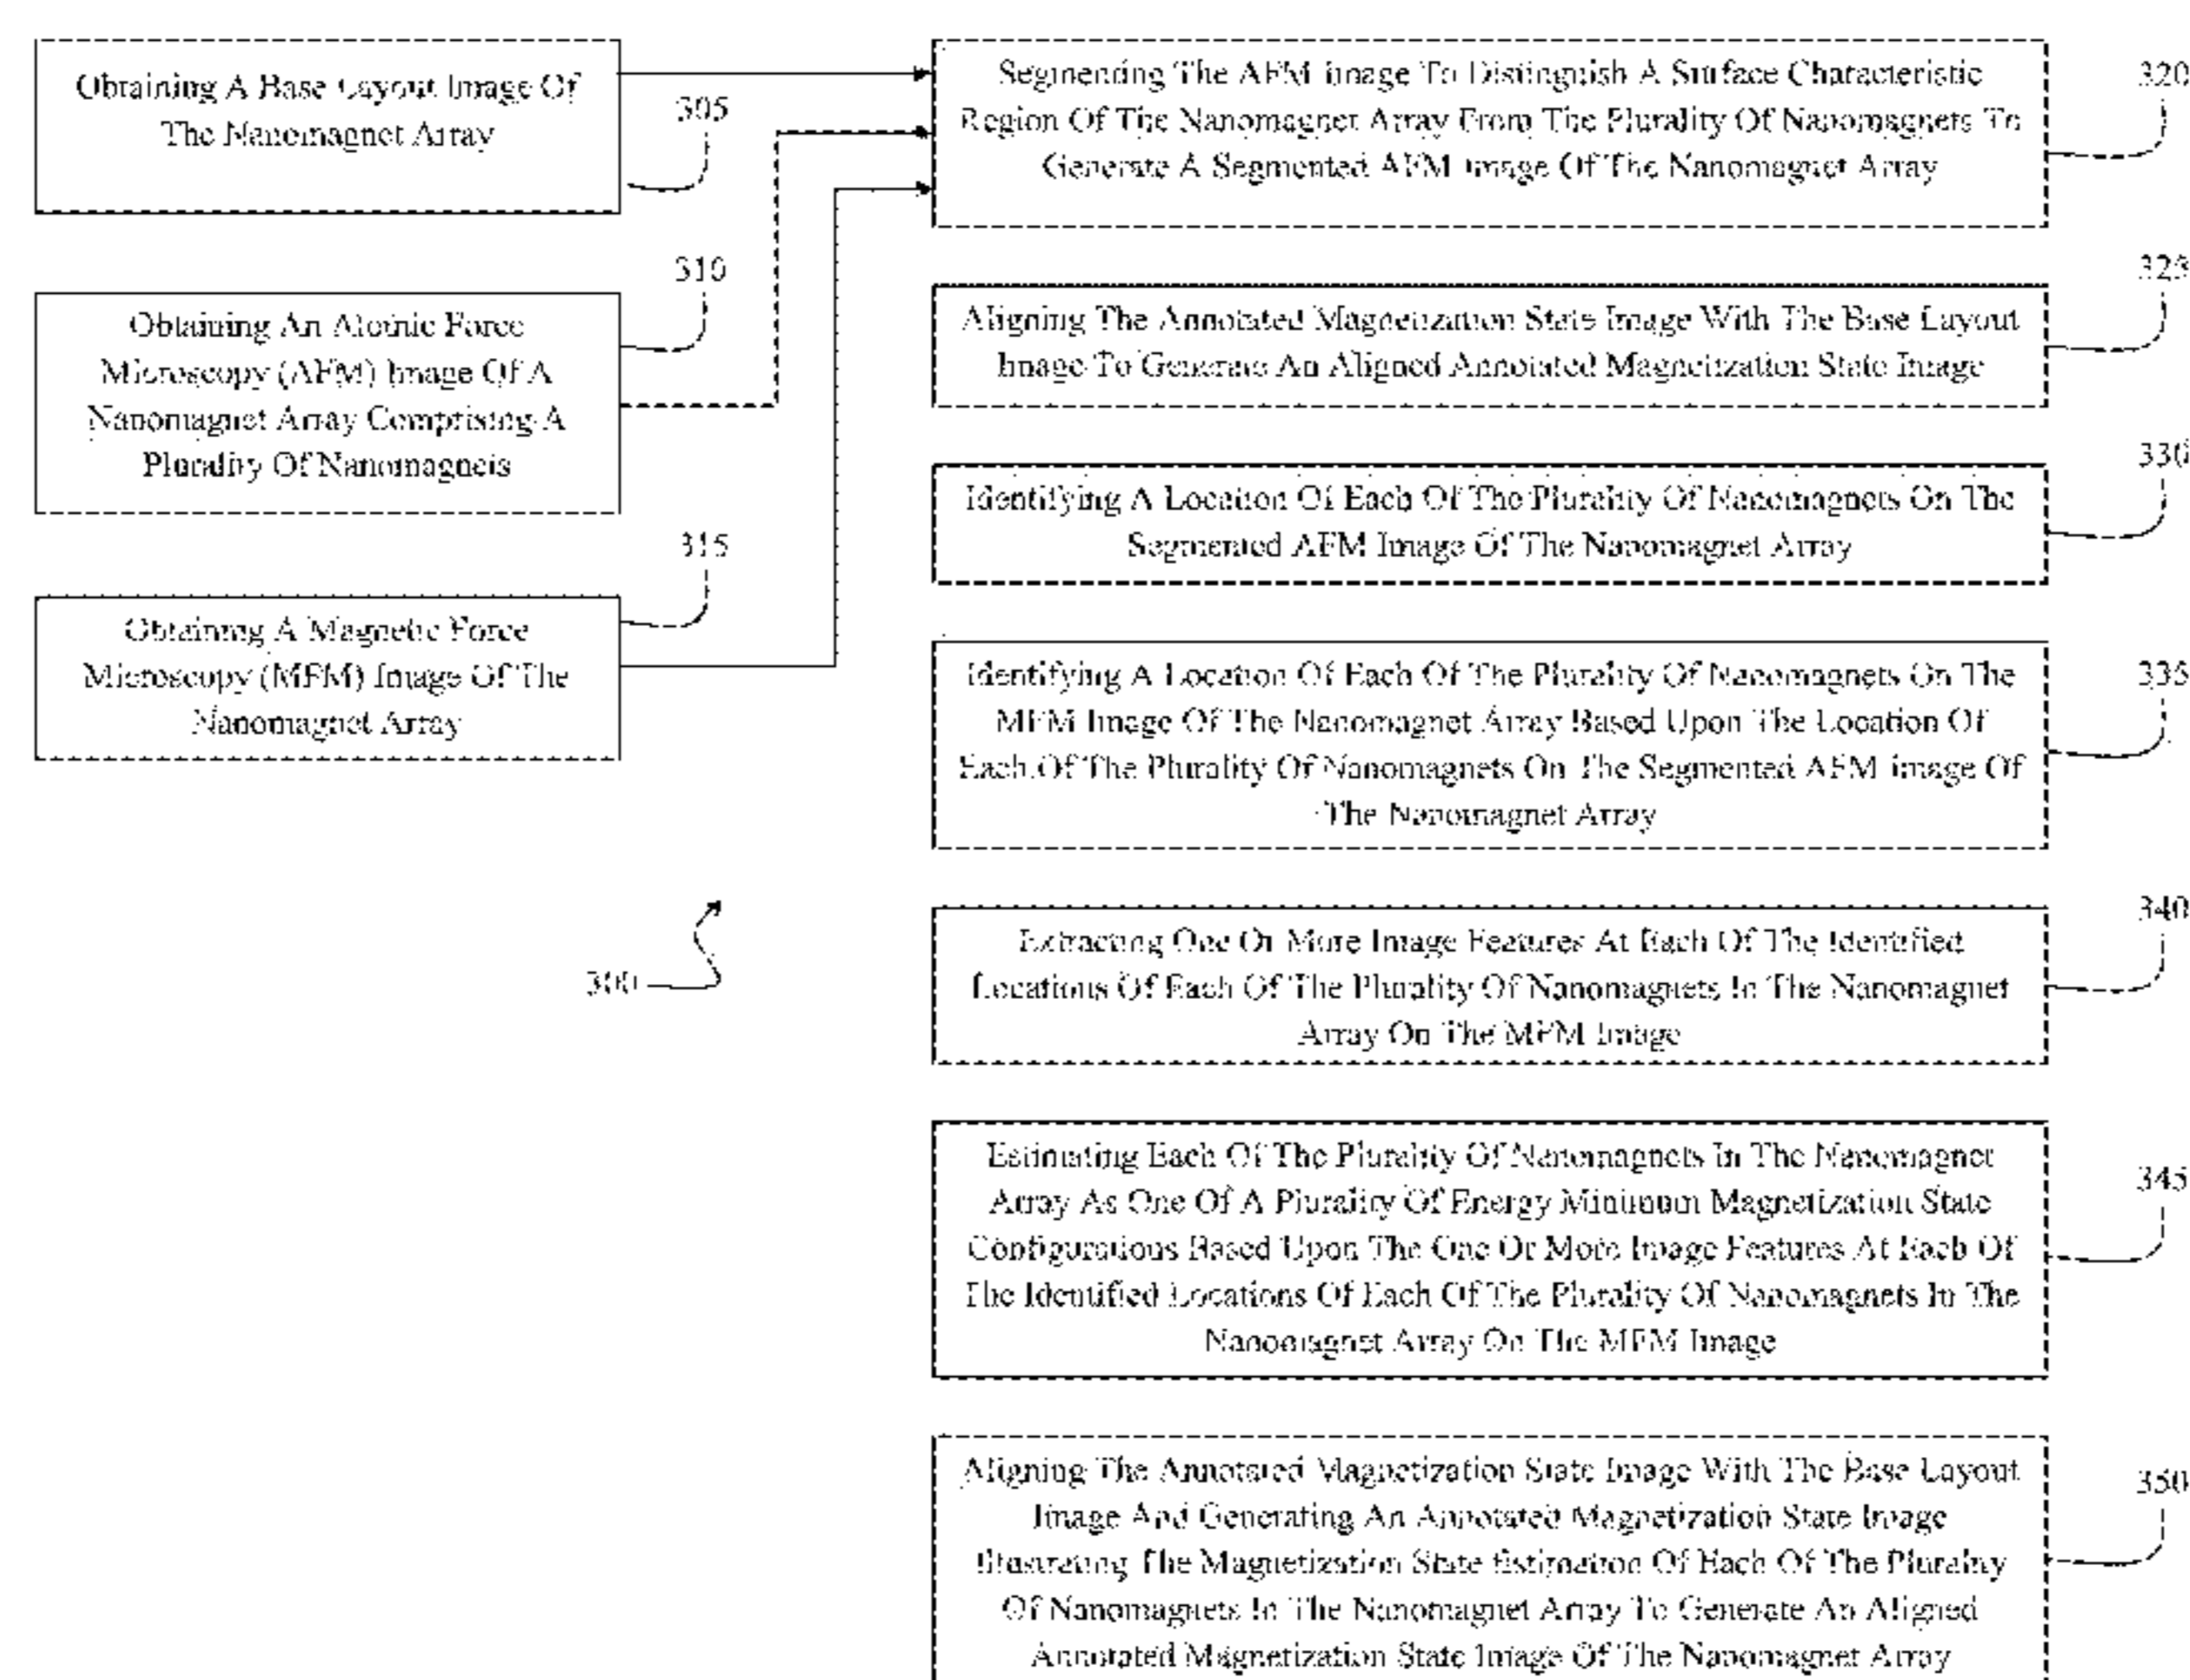 Obtaining A Base Layout Image Of
The Nanomagnet Array
305
Obtaining An Atomic Force
Microscopy (AFM) Image Of A
Nanomagnet Array Comprising A
Plurality Of Nanomagnets
310
Obtaining A Magnetic Force
Microscopy (MFM) Image Of The
Nanomagnet Array
315
300
Segmenting The AFM Image To Distinguish A Surface Characteristic
Region Of The Nanomagnet Array From The Plurality Of Nanomagnets To
Generate A Segmented AFM Image Of The Nanomagnet Array
320
Aligning The Annotated Magnetization State Image With The Base Layout
Image To Generate An Aligned Annotated Magnetization State Image
325
Identifying A Location Of Each Of The Plurality Of Nanomagnets On The
Segmented AFM Image Of The Nanomagnet Array
330
Identifying A Location Of Each Of The Plurality Of Nanomagnets On The
MFM Image Of The Nanomagnet Array Based Upon The Location Of
Each Of The Plurality Of Nanomagnets On The Segmented AFM Image Of
The Nanomagnet Array
335
Extracting One Or More Image Features At Each Of The Identified
Locations Of Each Of The Plurality Of Nanomagnets In The Nanomagnet
Array On The MFM Image
340
Estimating Each Of The Plurality Of Nanomagnets In The Nanomagnet
Array As One Of A Plurality Of Energy Minimum Magnetization State
Configurations Based Upon The One Or More Image Features At Each Of
The Identified Locations Of Each Of The Plurality Of Nanomagnets In The
Nanomagnet Array On The MFM Image
345
Aligning The Annotated Magnetization State Image With The Base Layout
Image And Generating An Annotated Magnetization State Image
Illustrating The Magnetization State Estimation Of Each Of The Plurality
Of Nanomagnets In The Nanomagnet Array To Generate An Aligned
Annotated Magnetization State Image Of The Nanomagnet Array
350